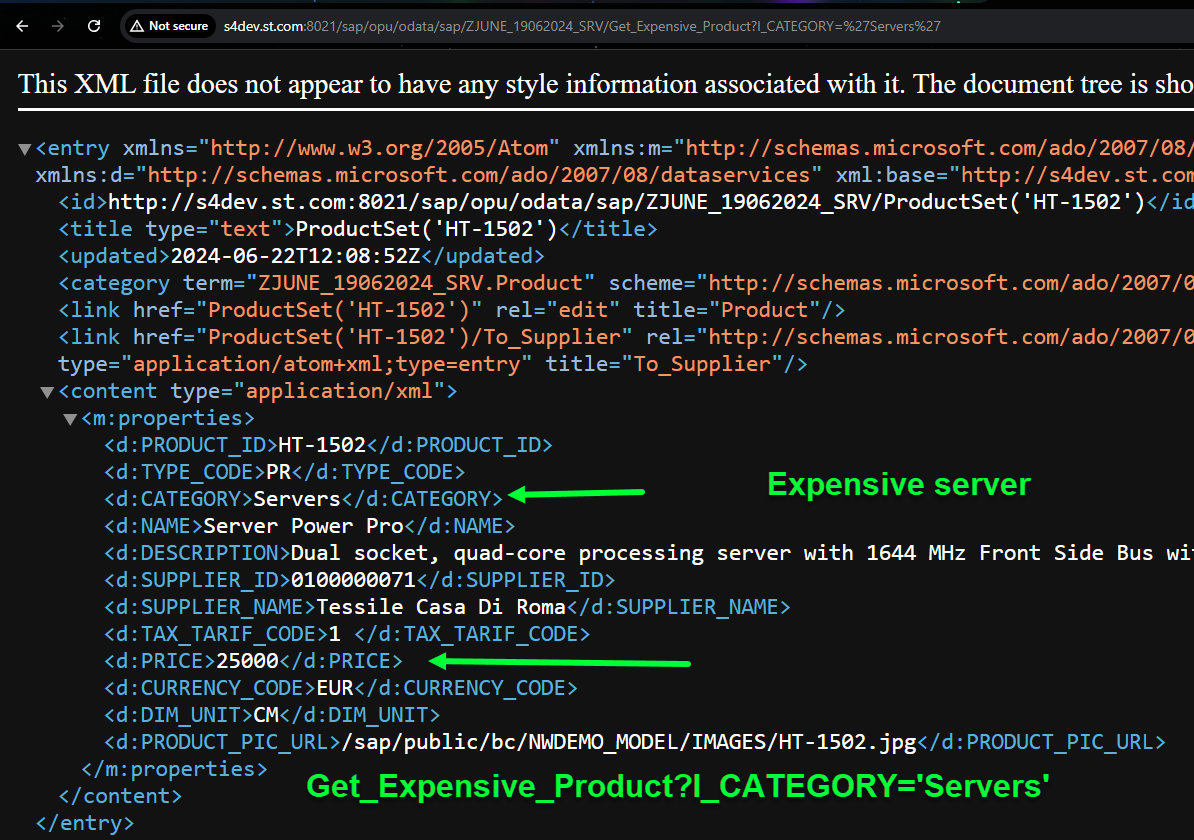 Not secure s4dev.st.com:8021/sap/opu/odata/sap/ZJUNE_19062024_SRV/Get_Expensive_Product?I_CATEGORY=%27Servers%27
This XML file does not appear to have any style information associated with it. The document tree is sho
▼<entry xmlns="http://www.w3.org/2005/Atom" xmlns:m="http://schemas.microsoft.com/ado/2007/08/
xmlns:d="http://schemas.microsoft.com/ado/2007/08/dataservices" xml:base="http://s4dev.st.com
<id>http://s4dev.st.com:8021/sap/opu/odata/sap/ZJUNE_19062024_SRV/ProductSet('HT-1502')</id
<title type="text">ProductSet('HT-1502')</title>
<updated>2024-06-22T12:08:52Z</updated>
<category term="ZJUNE_19062024_SRV.Product" scheme="http://schemas.microsoft.com/ado/2007/0
<link href="ProductSet('HT-1502')" rel="edit" title="Product"/>
<link href="ProductSet('HT-1502')/To_Supplier" rel="http://schemas.microsoft.com/ado/2007/0
type="application/atom+xml;type=entry" title="To_Supplier"/>
▼<content type="application/xml">
▼<m:properties>
<d:PRODUCT_ID>HT-1502</d:PRODUCT_ID>
<d:TYPE_CODE>PR</d:TYPE_CODE>
Expensive server
<d:CATEGORY>Servers</d:CATEGORY>
<d:NAME>Server Power Pro</d:NAME>
<d:DESCRIPTION>Dual socket, quad-core processing server with 1644 MHz Front Side Bus wit
<d:SUPPLIER_ID>0100000071</d:SUPPLIER_ID>
<d:SUPPLIER_NAME>Tessile Casa Di Roma</d:SUPPLIER_NAME>
<d:TAX_TARIF_CODE>1 </d:TAX_TARIF_CODE>
<d:PRICE>25000</d:PRICE>
<d:CURRENCY_CODE>EUR</d:CURRENCY_CODE>
<d:DIM_UNIT>CM</d:DIM_UNIT>
<d:PRODUCT_PIC_URL>/sap/public/bc/NWDEMO_MODEL/IMAGES/HT-1502.jpg</d:PRODUCT_PIC_URL>
</m:properties>
Get_Expensive_Product?I_CATEGORY='Servers'
</content>
</entry>